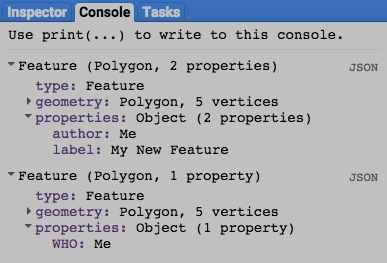 Inspector Console Tasks
Use print(...) to write to this console.
Feature (Polygon, 2 properties) JSON
type: Feature
geometry: Polygon, 5 vertices
properties: Object (2 properties)
author: Me
label: My New Feature
Feature (Polygon, 1 property) JSON
type: Feature
geometry: Polygon, 5 vertices
properties: Object (1 property)
WHO: Me